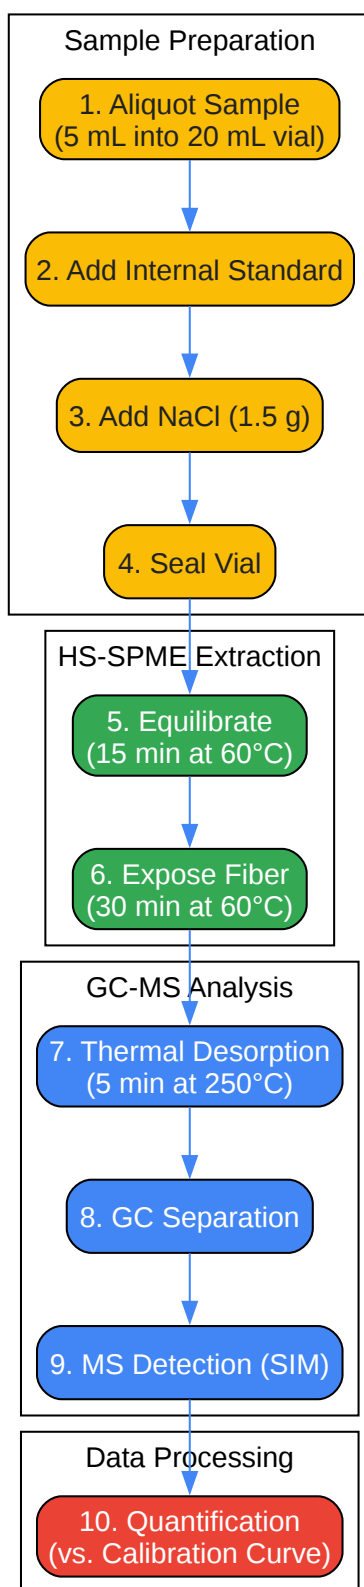 Sample Preparation
1. Aliquot Sample
(5 mL into 20 mL vial)
2. Add Internal Standard
3. Add NaCl (1.5 g)
4. Seal Vial
HS-SPME Extraction
5. Equilibrate
(15 min at 60°C)
6. Expose Fiber
(30 min at 60°C)
GC-MS Analysis
7. Thermal Desorption
(5 min at 250°C)
8. GC Separation
9. MS Detection (SIM)
Data Processing
10. Quantification
(vs. Calibration Curve)